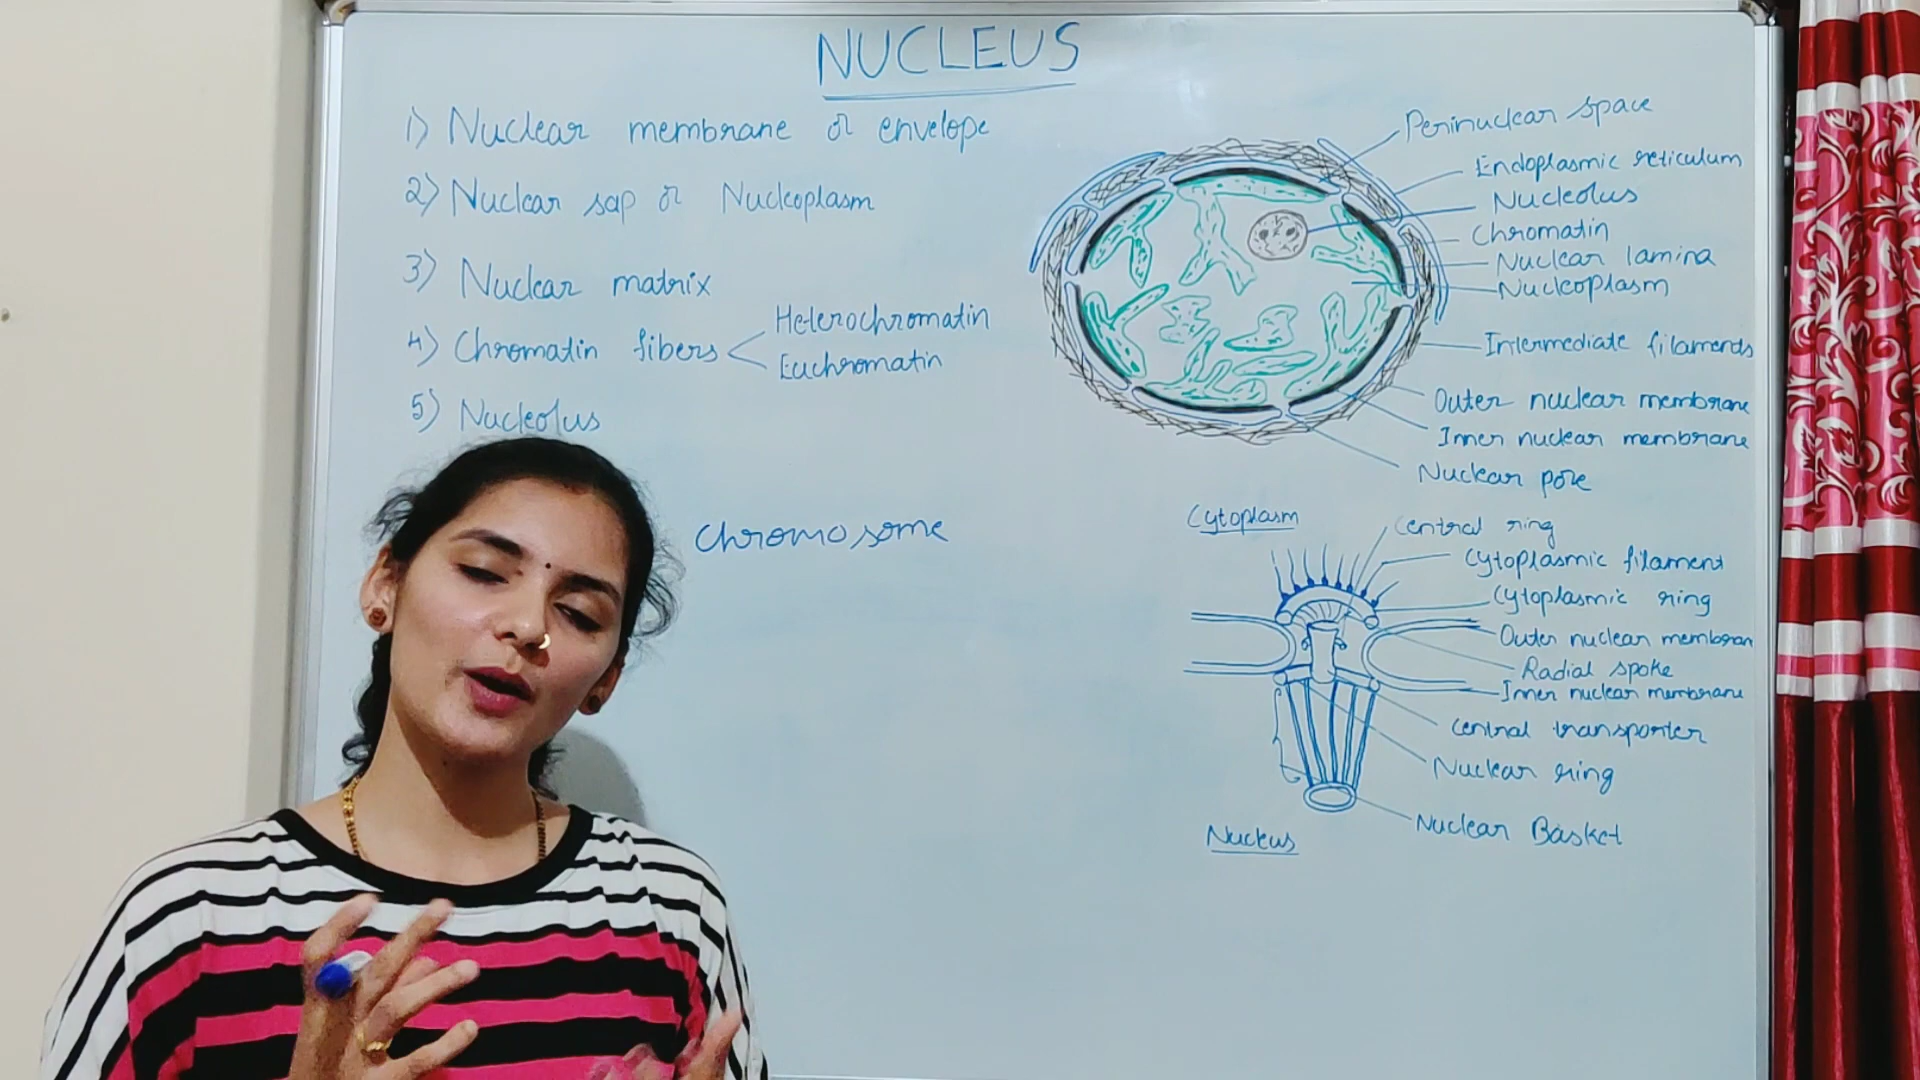 NUCLEUS
1) Nuclear membrane or envelope
2) Nuclear sap or Nucleoplasm
3) Nuclear matrix
4) Chromatin fibers < Heterochromatin
Euchromatin
5) Nucleolus
Chromosome
Perinuclear space
Endoplasmic reticulum
Nucleolus
Chromatin
Nuclear lamina
Nucleoplasm
Intermediate filaments
Outer nuclear membrane
Inner nuclear membrane
Nuclear pore
Cytoplasm
Central ring
Cytoplasmic filament
Cytoplasmic ring
Outer nuclear membran
Radial spoke
Inner nuclear membrane
Central transporter
Nuclear ring
Nuclear Basket
Nucleus